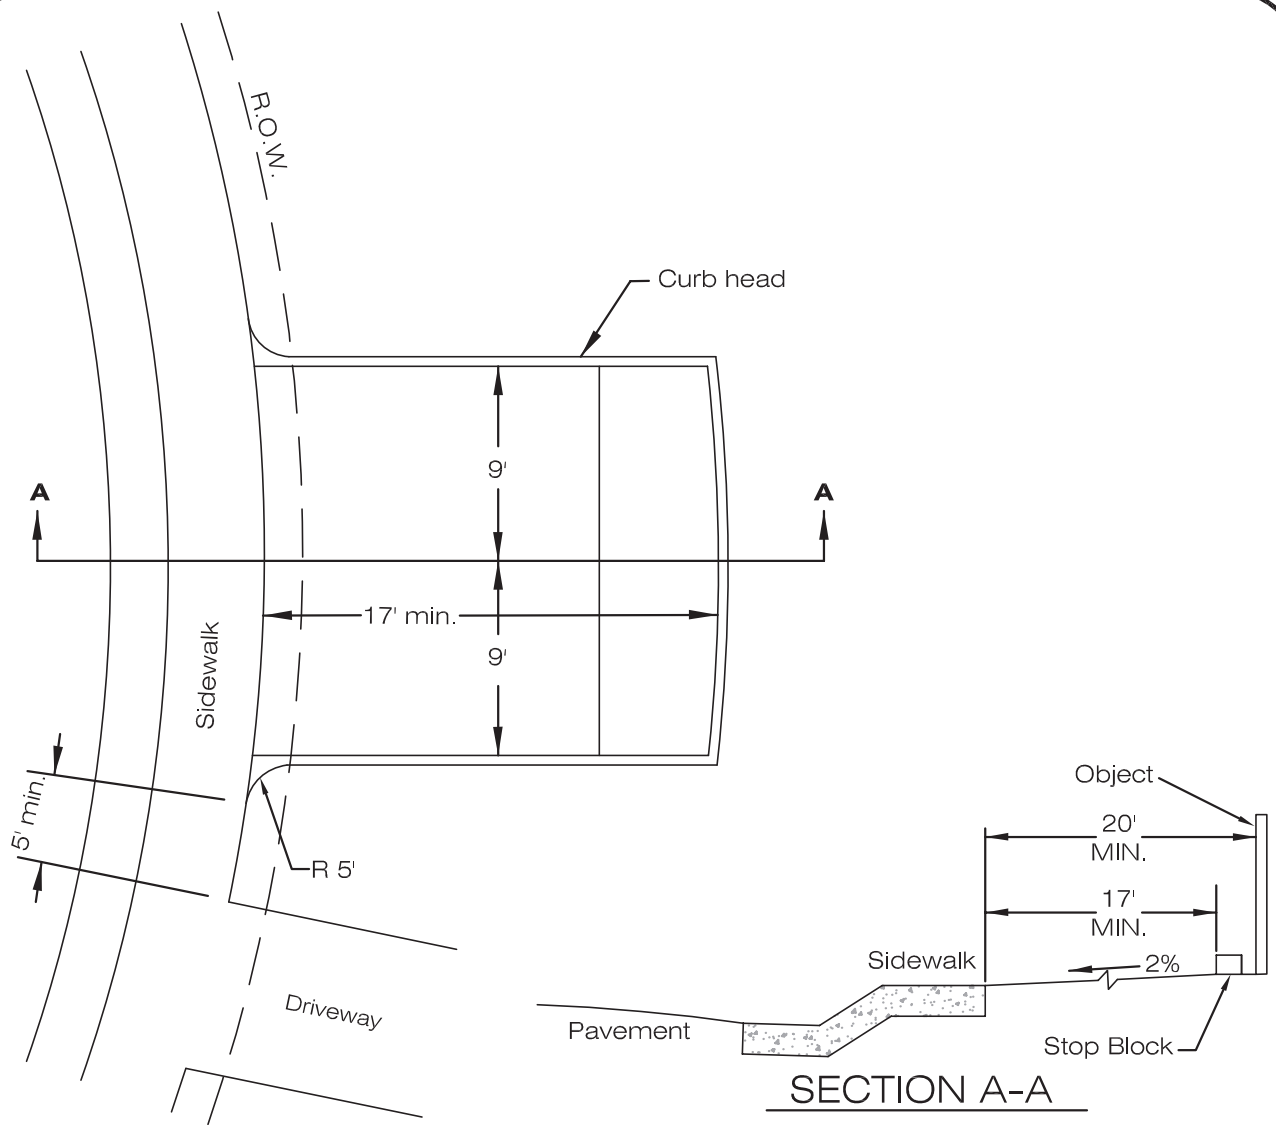 R.O.W.
Curb head
9'
A
A
17' min.
9'
Sidewalk
5' min.
R 5'
Driveway
Object
20'
MIN.
17'
MIN.
Sidewalk
2%
Pavement
Stop Block
SECTION A-A